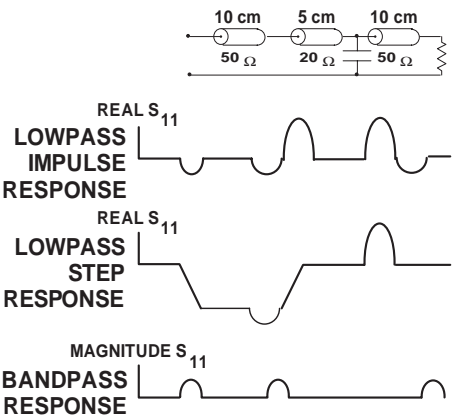 10 cm 5 cm 10 cm
50 Ω 20 Ω 50 Ω
REAL S11
LOWPASS
IMPULSE
RESPONSE
REAL S11
LOWPASS
STEP
RESPONSE
MAGNITUDE S11
BANDPASS
RESPONSE